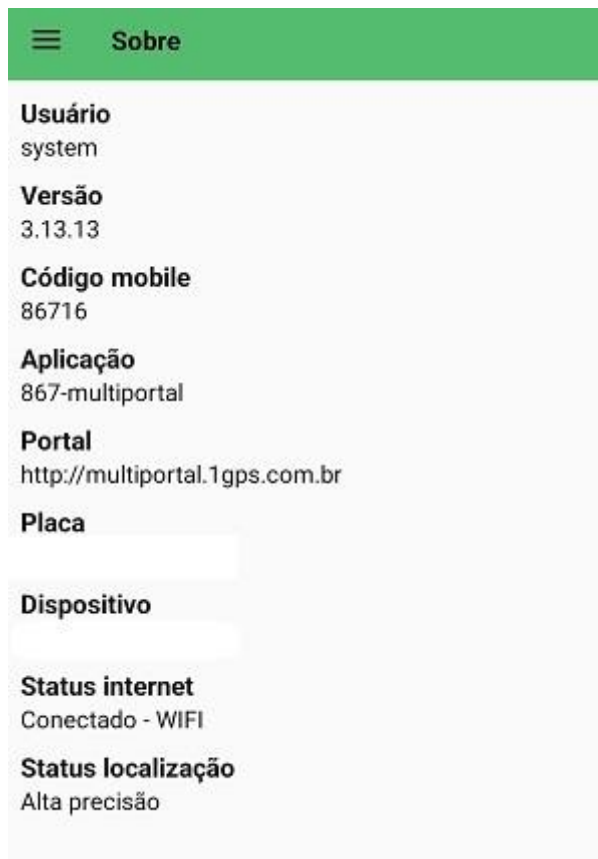 Sobre
Usuário
system
Versão
3.13.13
Código mobile
86716
Aplicação
867-multiportal
Portal
http://multiportal.1gps.com.br
Placa
Dispositivo
Status internet
Conectado - WIFI
Status localização
Alta precisão